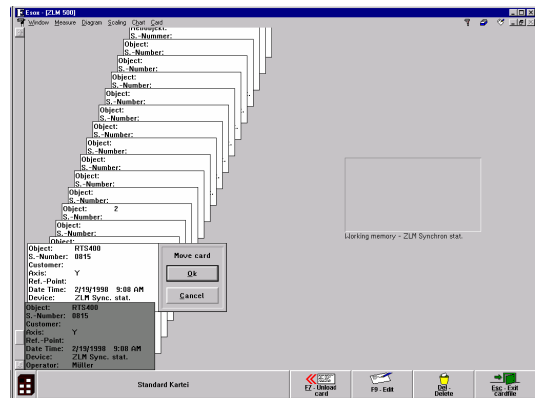 Esox - [ZLM 500]
Window Measure Diagram Scaling Chart Card
Meßobjekt:
S.-Nummer:
Object:
S.-Number:
Object:
S.-Number:
Object:
S.-Number:
Object:
S.-Number:
Object:
S.-Number:
Object:
S.-Number:
Object:
S.-Number:
Object:
S.-Number:
Object:
S.-Number:
Object:
S.-Number:
Object:
S.-Number:
Object: 2
S.-Number:
Object:
S.-Number:
Object:
Object: RTS400
S.-Number: 0815
Customer:
Axis: Y
Ref.-Point:
Date Time: 2/19/1998 9:08 AM
Device: ZLM Sync. stat.
Move card
Ok
Cancel
Object: RTS400
S.-Number: 0815
Customer:
Axis: Y
Ref.-Point:
Date Time: 2/19/1998 9:08 AM
Device: ZLM Sync. stat.
Operator: Müller
Working memory - ZLM Synchron stat.
Standard Kartei
F7 - Unload
card
F9 - Edit
Del -
Delete
Esc - Exit
cardfile